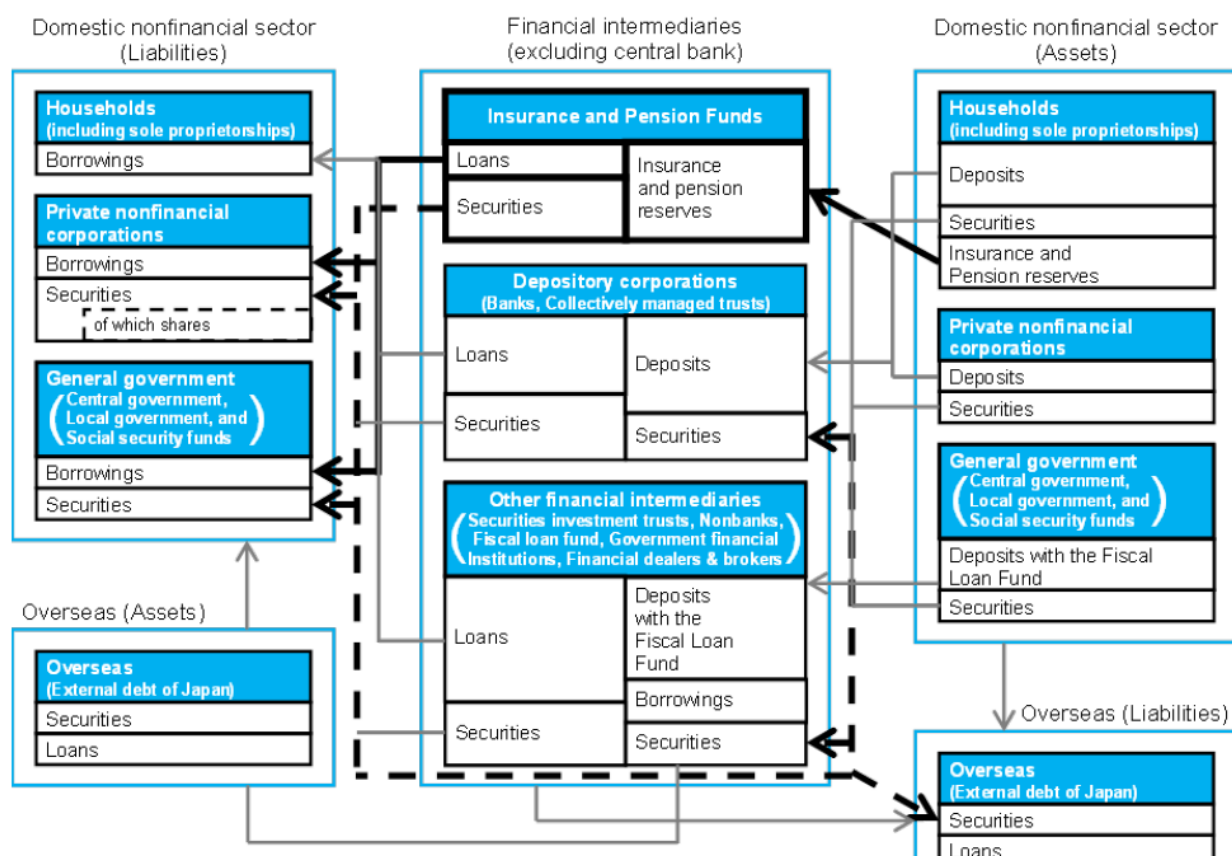 Domestic nonfinancial sector
(Liabilities)
Households
(including sole proprietorships)
Borrowings
Private nonfinancial
corporations
Borrowings
Securities
of which shares
General government
(Central government,
Local government, and
Social security funds)
Borrowings
Securities
Overseas (Assets)
Overseas
(External debt of Japan)
Securities
Loans
Financial intermediaries
(excluding central bank)
Insurance and Pension Funds
Loans
Securities
Insurance
and pension
reserves
Depository corporations
(Banks, Collectively managed trusts)
Loans
Securities
Deposits
Securities
Other financial intermediaries
(Securities investment trusts, Nonbanks,
Fiscal loan fund, Government financial
Institutions, Financial dealers & brokers)
Loans
Securities
Deposits
with the
Fiscal Loan
Fund
Borrowings
Securities
Domestic nonfinancial sector
(Assets)
Households
(including sole proprietorships)
Deposits
Securities
Insurance and
Pension reserves
Private nonfinancial
corporations
Deposits
Securities
General government
(Central government,
Local government, and
Social security funds)
Deposits with the Fiscal
Loan Fund
Securities
Overseas (Liabilities)
Overseas
(External debt of Japan)
Securities
Loans